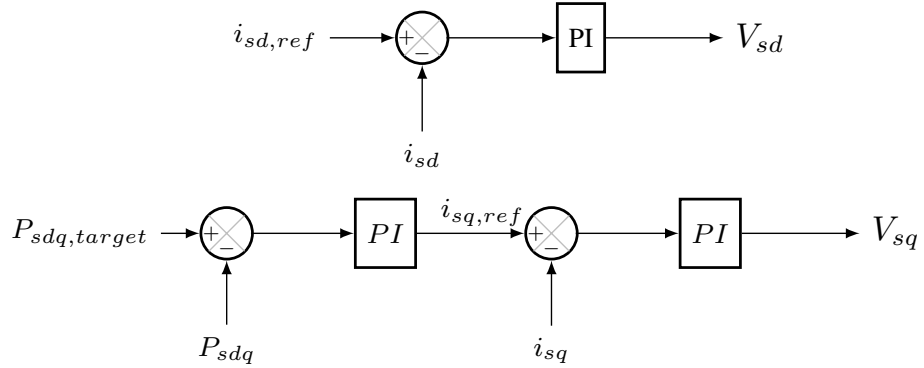 i_{sd,ref} + − PI V_{sd}
i_{sd}
P_{sdq,target} + − PI i_{sq,ref} + − PI V_{sq}
P_{sdq} i_{sq}